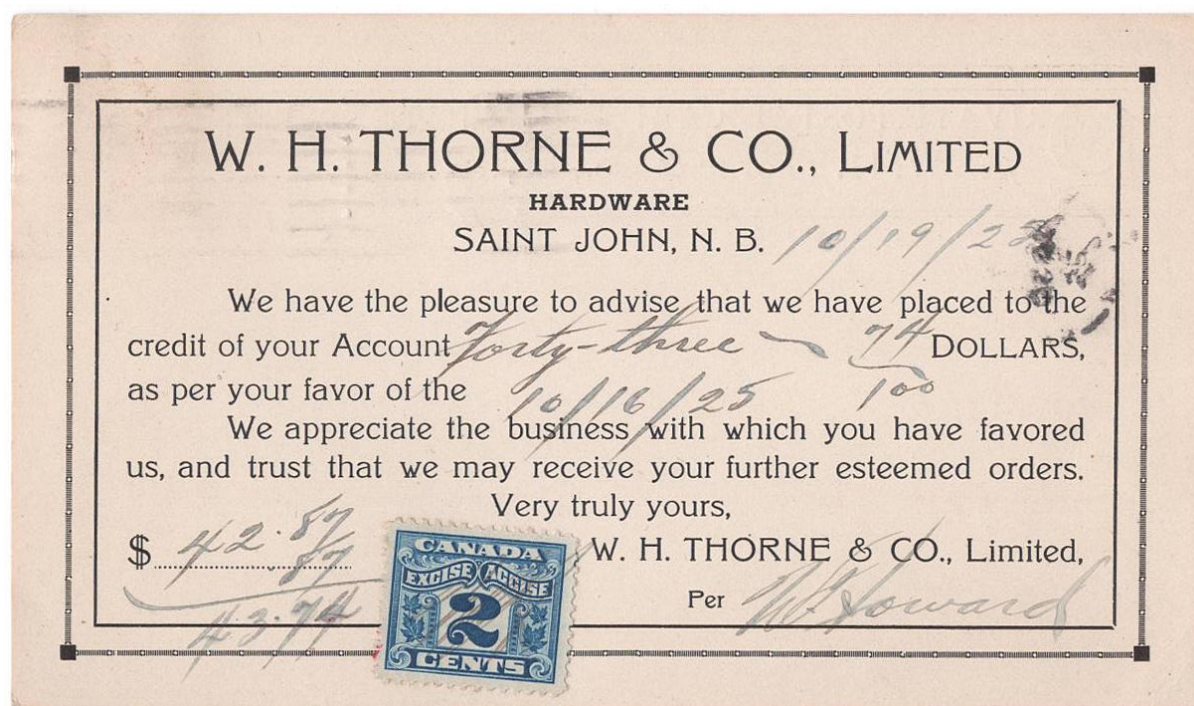 W. H. THORNE & CO., LIMITED
HARDWARE
SAINT JOHN, N. B. 10/19/2
We have the pleasure to advise that we have placed to the
credit of your Account Forty-three 74 DOLLARS,
as per your favor of the 10/16/25 100
We appreciate the business with which you have favored
us, and trust that we may receive your further esteemed orders.
Very truly yours,
$ 42.87
87
43.74
W. H. THORNE & CO., Limited,
Per Howard
CANADA
EXCISE ACCISE
2
CENTS